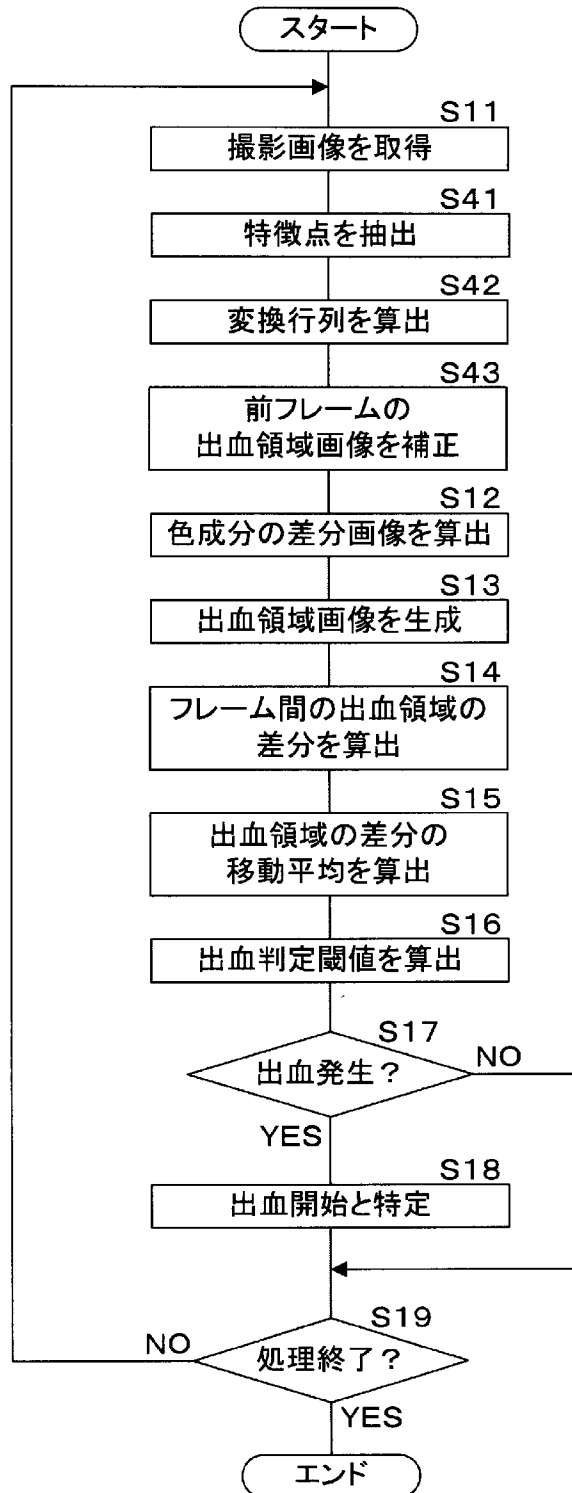 スタート
S11
撮影画像を取得
S41
特徴点を抽出
S42
変換行列を算出
S43
前フレームの
出血領域画像を補正
S12
色成分の差分画像を算出
S13
出血領域画像を生成
S14
フレーム間の出血領域の
差分を算出
S15
出血領域の差分の
移動平均を算出
S16
出血判定閾値を算出
S17
出血発生?
NO
YES
S18
出血開始と特定
S19
処理終了?
NO
YES
エンド